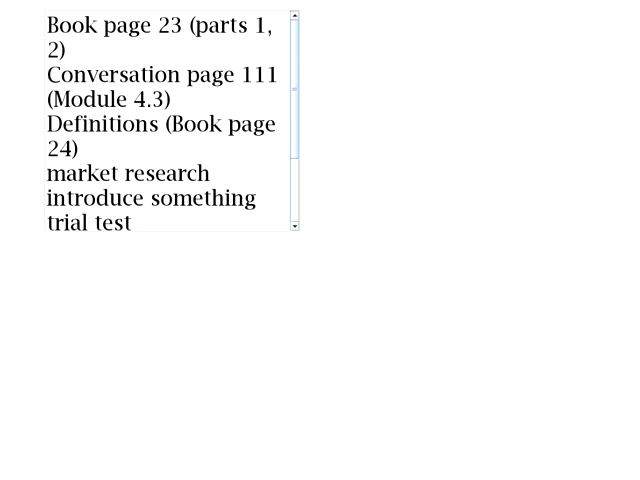 Book page 23 (parts 1,
2)
Conversation page 111
(Module 4.3)
Definitions (Book page
24)
market research
introduce something
trial test